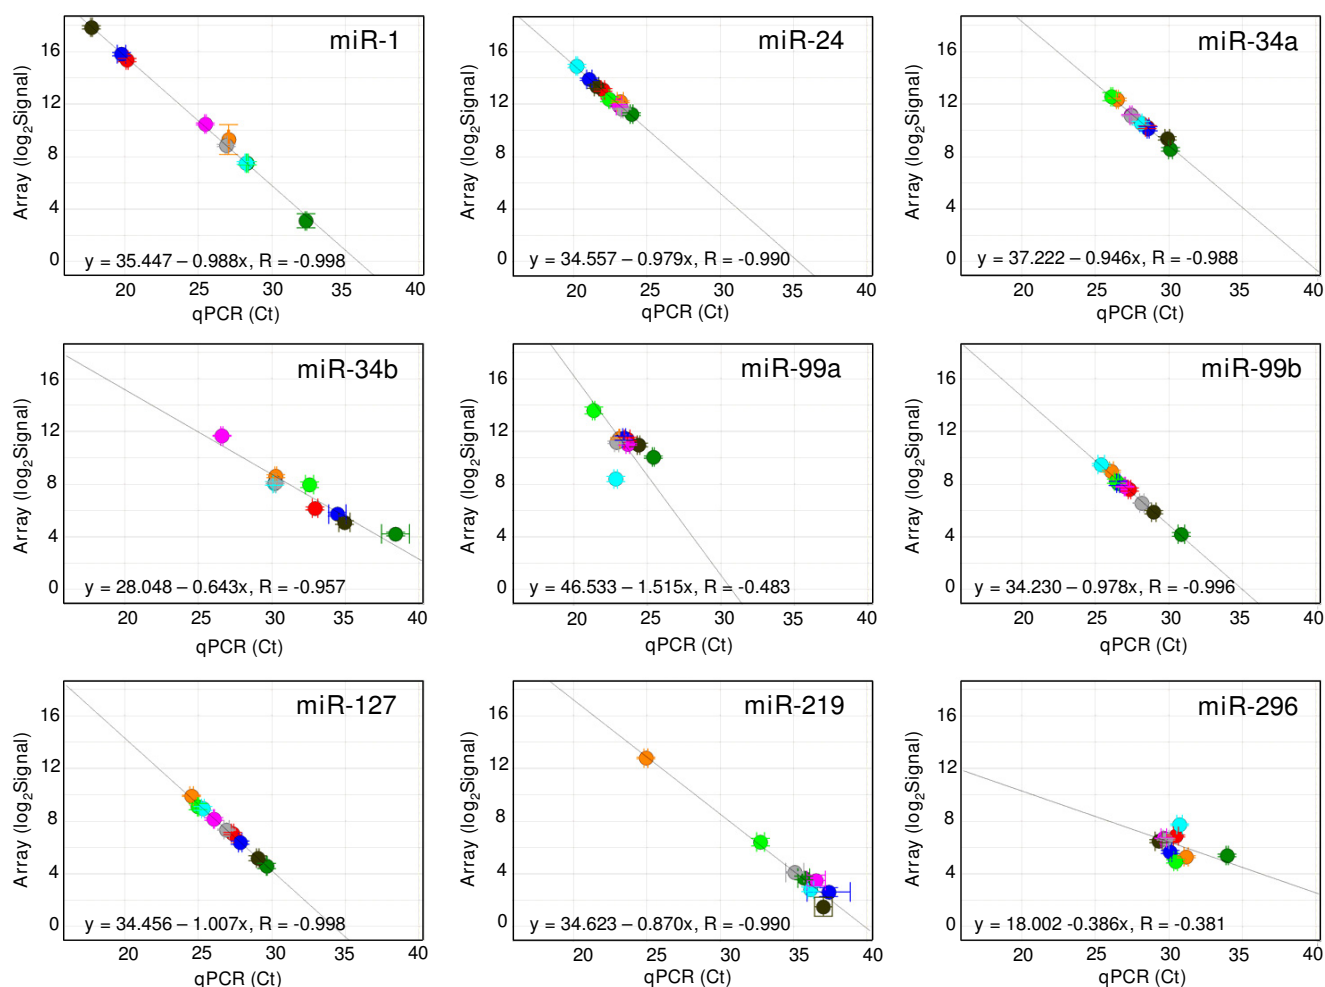 miR-1
16
12
8
4
0
Array (log2Signal)
y = 35.447 – 0.988x, R = -0.998
20 25 30 35 40
qPCR (Ct)
miR-24
16
12
8
4
0
Array (log2Signal)
y = 34.557 – 0.979x, R = -0.990
20 25 30 35 40
qPCR (Ct)
miR-34a
16
12
8
4
0
Array (log2Signal)
y = 37.222 – 0.946x, R = -0.988
20 25 30 35 40
qPCR (Ct)
miR-34b
16
12
8
4
0
Array (log2Signal)
y = 28.048 – 0.643x, R = -0.957
20 25 30 35 40
qPCR (Ct)
miR-99a
16
12
8
4
0
Array (log2Signal)
y = 46.533 – 1.515x, R = -0.483
20 25 30 35 40
qPCR (Ct)
miR-99b
16
12
8
4
0
Array (log2Signal)
y = 34.230 – 0.978x, R = -0.996
20 25 30 35 40
qPCR (Ct)
miR-127
16
12
8
4
0
Array (log2Signal)
y = 34.456 – 1.007x, R = -0.998
20 25 30 35 40
qPCR (Ct)
miR-219
16
12
8
4
0
Array (log2Signal)
y = 34.623 – 0.870x, R = -0.990
20 25 30 35 40
qPCR (Ct)
miR-296
16
12
8
4
0
Array (log2Signal)
y = 18.002 -0.386x, R = -0.381
20 25 30 35 40
qPCR (Ct)